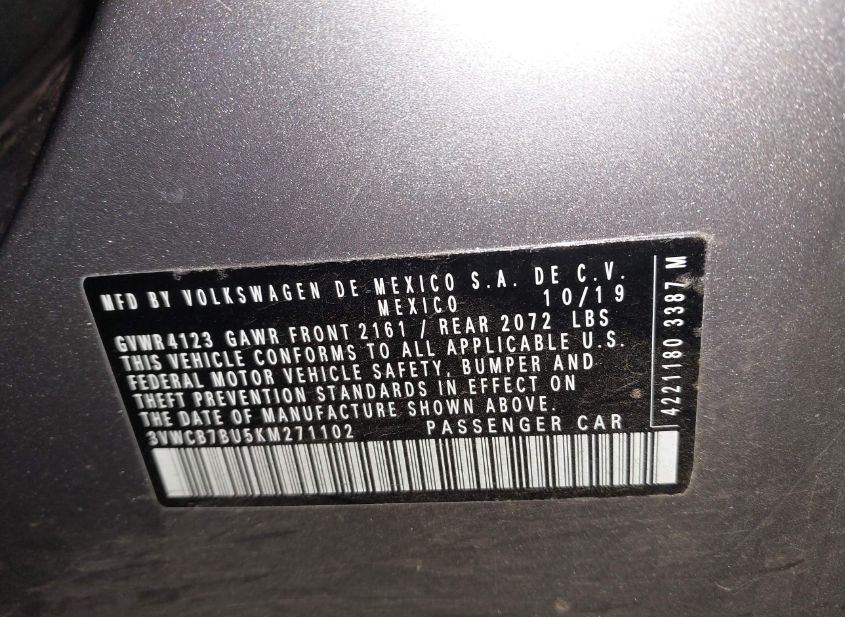 MFD BY VOLKSWAGEN DE MEXICO S.A. DE C.V.
MEXICO 10/19
GVWR4123 GAWR FRONT 2161 / REAR 2072 LBS
THIS VEHICLE CONFORMS TO ALL APPLICABLE U.S.
FEDERAL MOTOR VEHICLE SAFETY, BUMPER AND
THEFT PREVENTION STANDARDS IN EFFECT ON
THE DATE OF MANUFACTURE SHOWN ABOVE.
3VWCB7BU5KM271102 PASSENGER CAR
4221180 3387 M